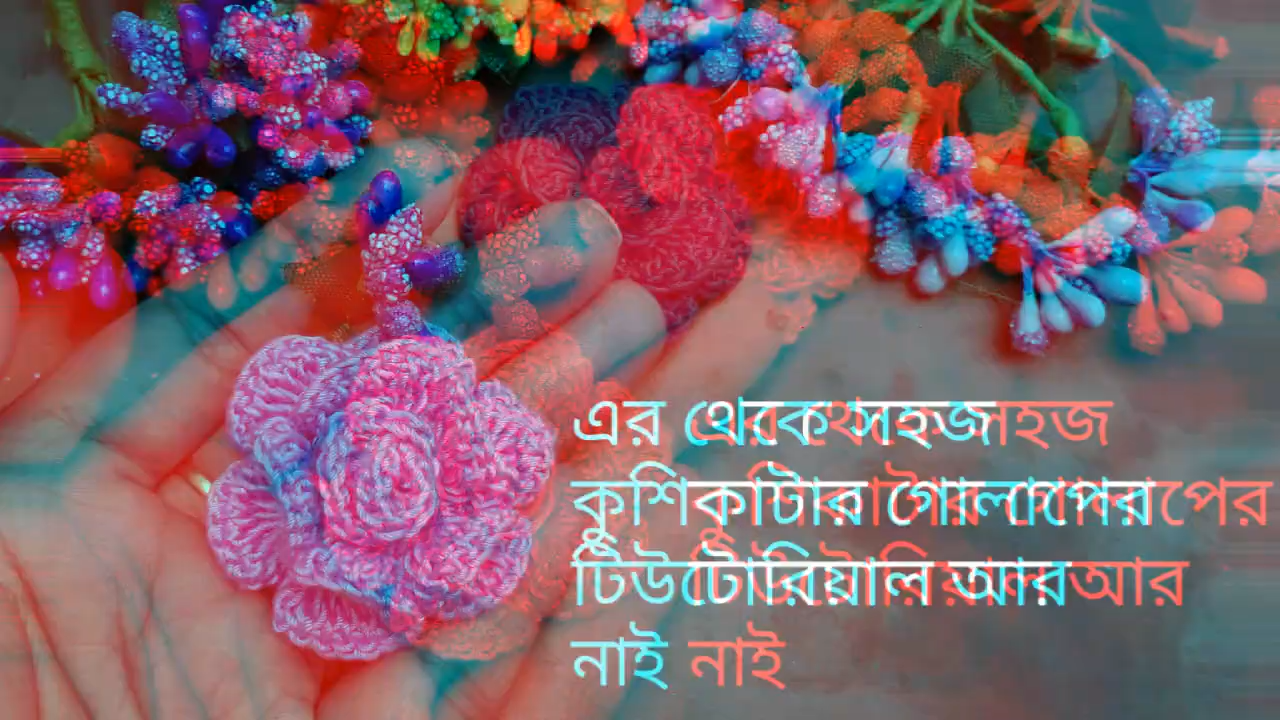 এর থেকে সহজ
কুশিকাটার গোলাপের
টিউটোরিয়াল আর
নাই